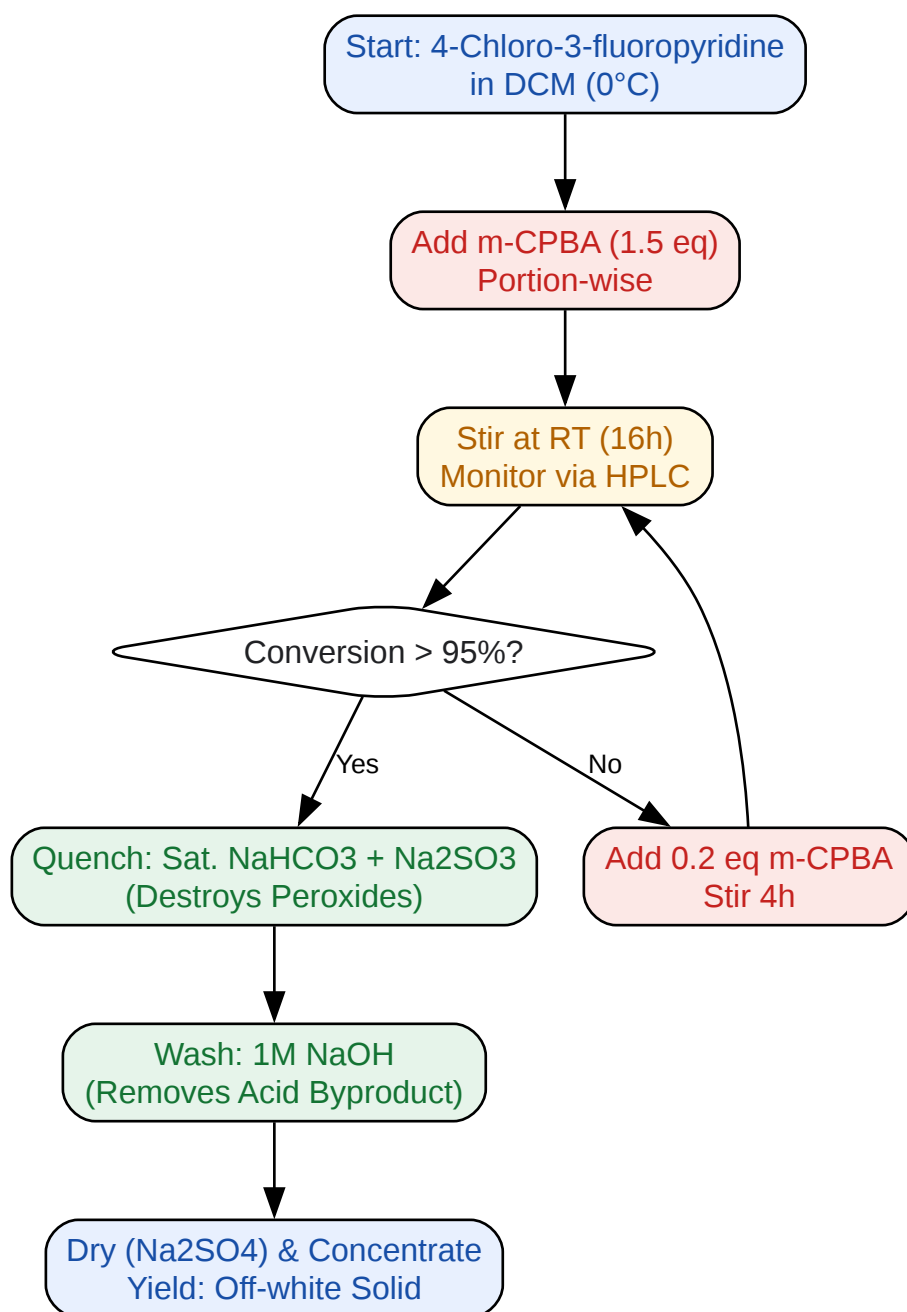 Start: 4-Chloro-3-fluoropyridine
in DCM (0°C)
Add m-CPBA (1.5 eq)
Portion-wise
Stir at RT (16h)
Monitor via HPLC
Conversion > 95%?
Yes
No
Quench: Sat. NaHCO3 + Na2SO3
(Destroys Peroxides)
Add 0.2 eq m-CPBA
Stir 4h
Wash: 1M NaOH
(Removes Acid Byproduct)
Dry (Na2SO4) & Concentrate
Yield: Off-white Solid